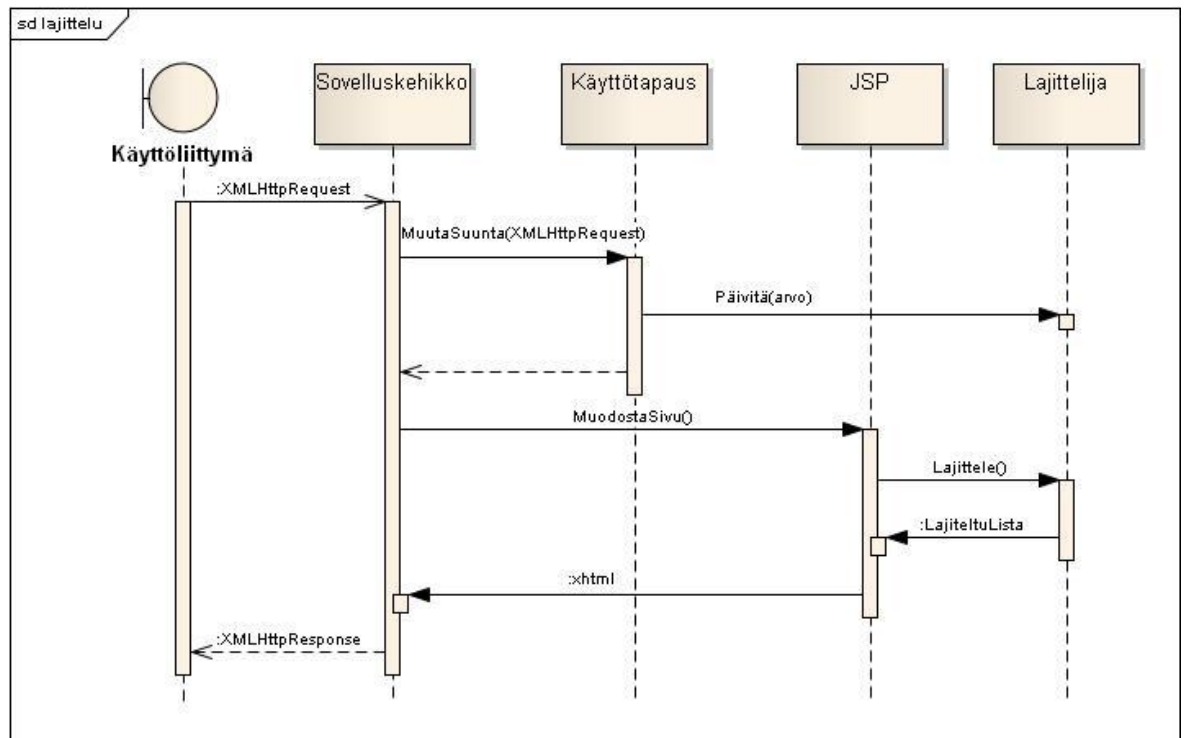 sd lajittelu
Käyttöliittymä
Sovelluskehikko
Käyttötapaus
JSP
Lajittelija
:XMLHttpRequest
MuutaSuunta(XMLHttpRequest)
Päivitä(arvo)
MuodostaSivu()
Lajittele()
:LajiteltuLista
:xhtml
:XMLHttpResponse